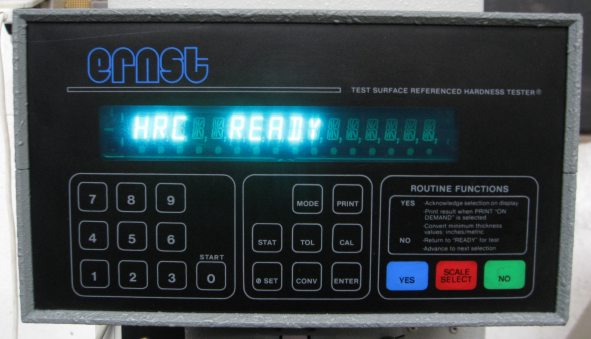 ernst
TEST SURFACE REFERENCED HARDNESS TESTER®
HRC READY
7 8 9
4 5 6
START
1 2 3 0
MODE PRINT
STAT TOL CAL
0 SET CONV ENTER
ROUTINE FUNCTIONS
YES -Acknowledge selection on display
-Print result when PRINT "ON
DEMAND" is selected
-Convert minimum thickness
values: inches/metric.
NO -Return to "READY" for test
-Advance to next selection
YES SCALE SELECT NO